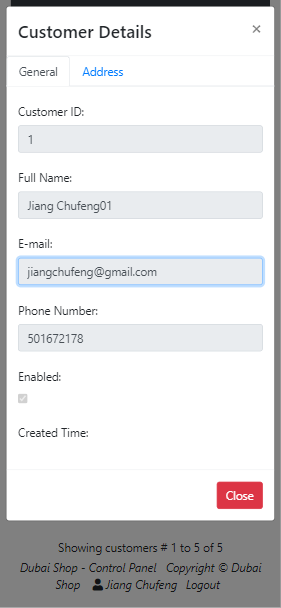 Customer Details ×
General Address
Customer ID:
1
Full Name:
Jiang Chufeng01
E-mail:
jiangchufeng@gmail.com
Phone Number:
501672178
Enabled:
Created Time:
Close
Showing customers # 1 to 5 of 5
Dubai Shop - Control Panel Copyright © Dubai
Shop Jiang Chufeng Logout